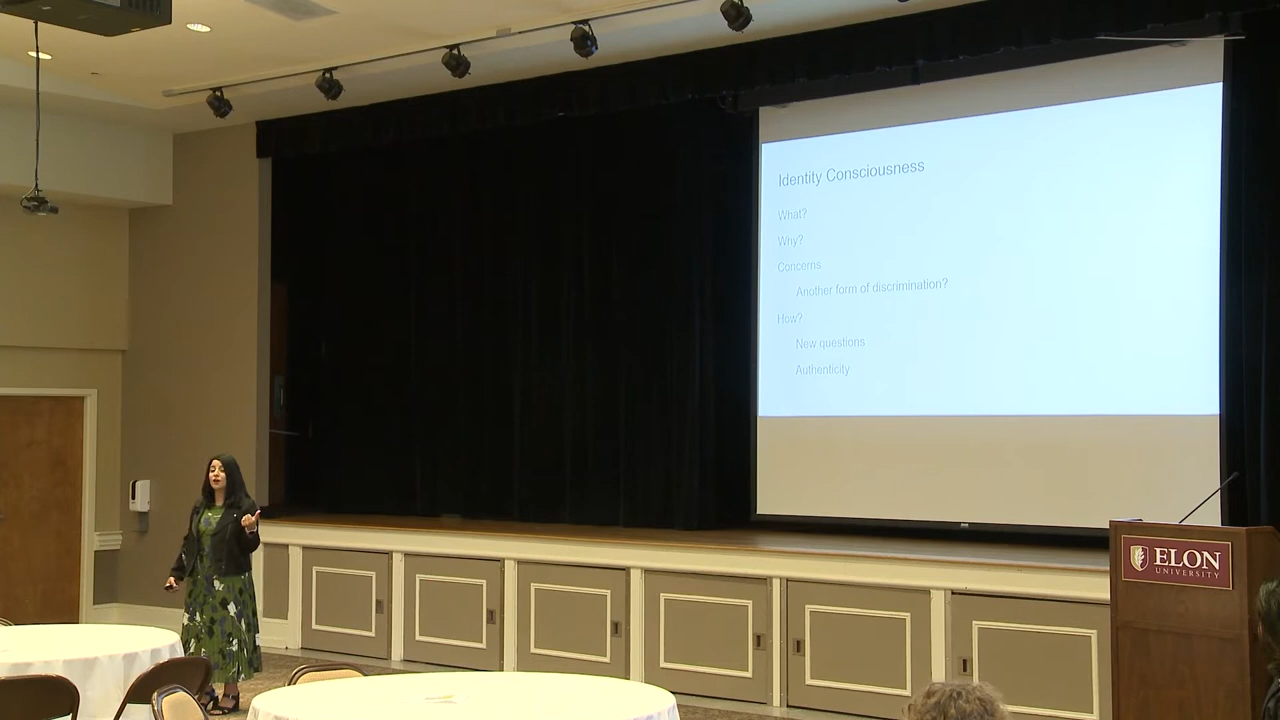 Identity Consciousness
What?
Why?
Concerns
Another form of discrimination?
How?
New questions
Authenticity
ELON
UNIVERSITY